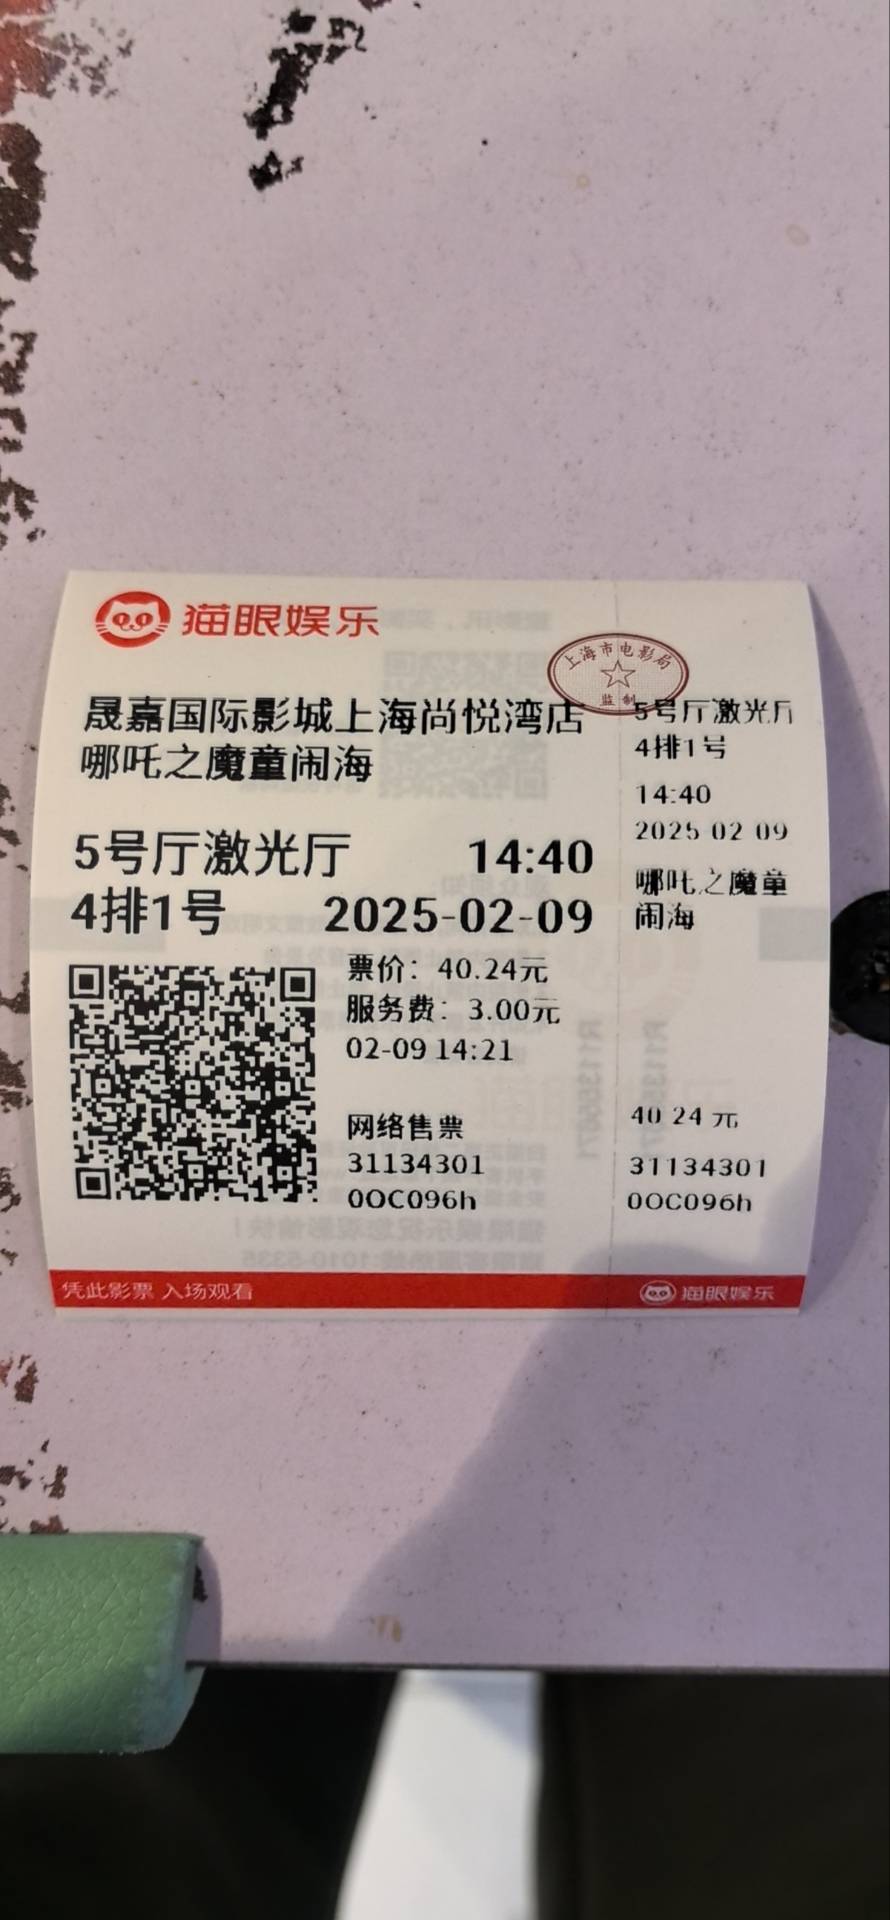 猫眼娱乐
上海市电影局
监制
晟嘉国际影城上海尚悦湾店
哪吒之魔童闹海
5号厅激光厅 14:40
4排1号 2025-02-09
票价：40.24元
服务费：3.00元
02-09 14:21
网络售票
31134301
0OC096h
5号厅激光厅
4排1号
14:40
2025 02 09
哪吒之魔童
闹海
40 24 元
31134301
0OC096h
凭此影票 入场观看
猫眼娱乐